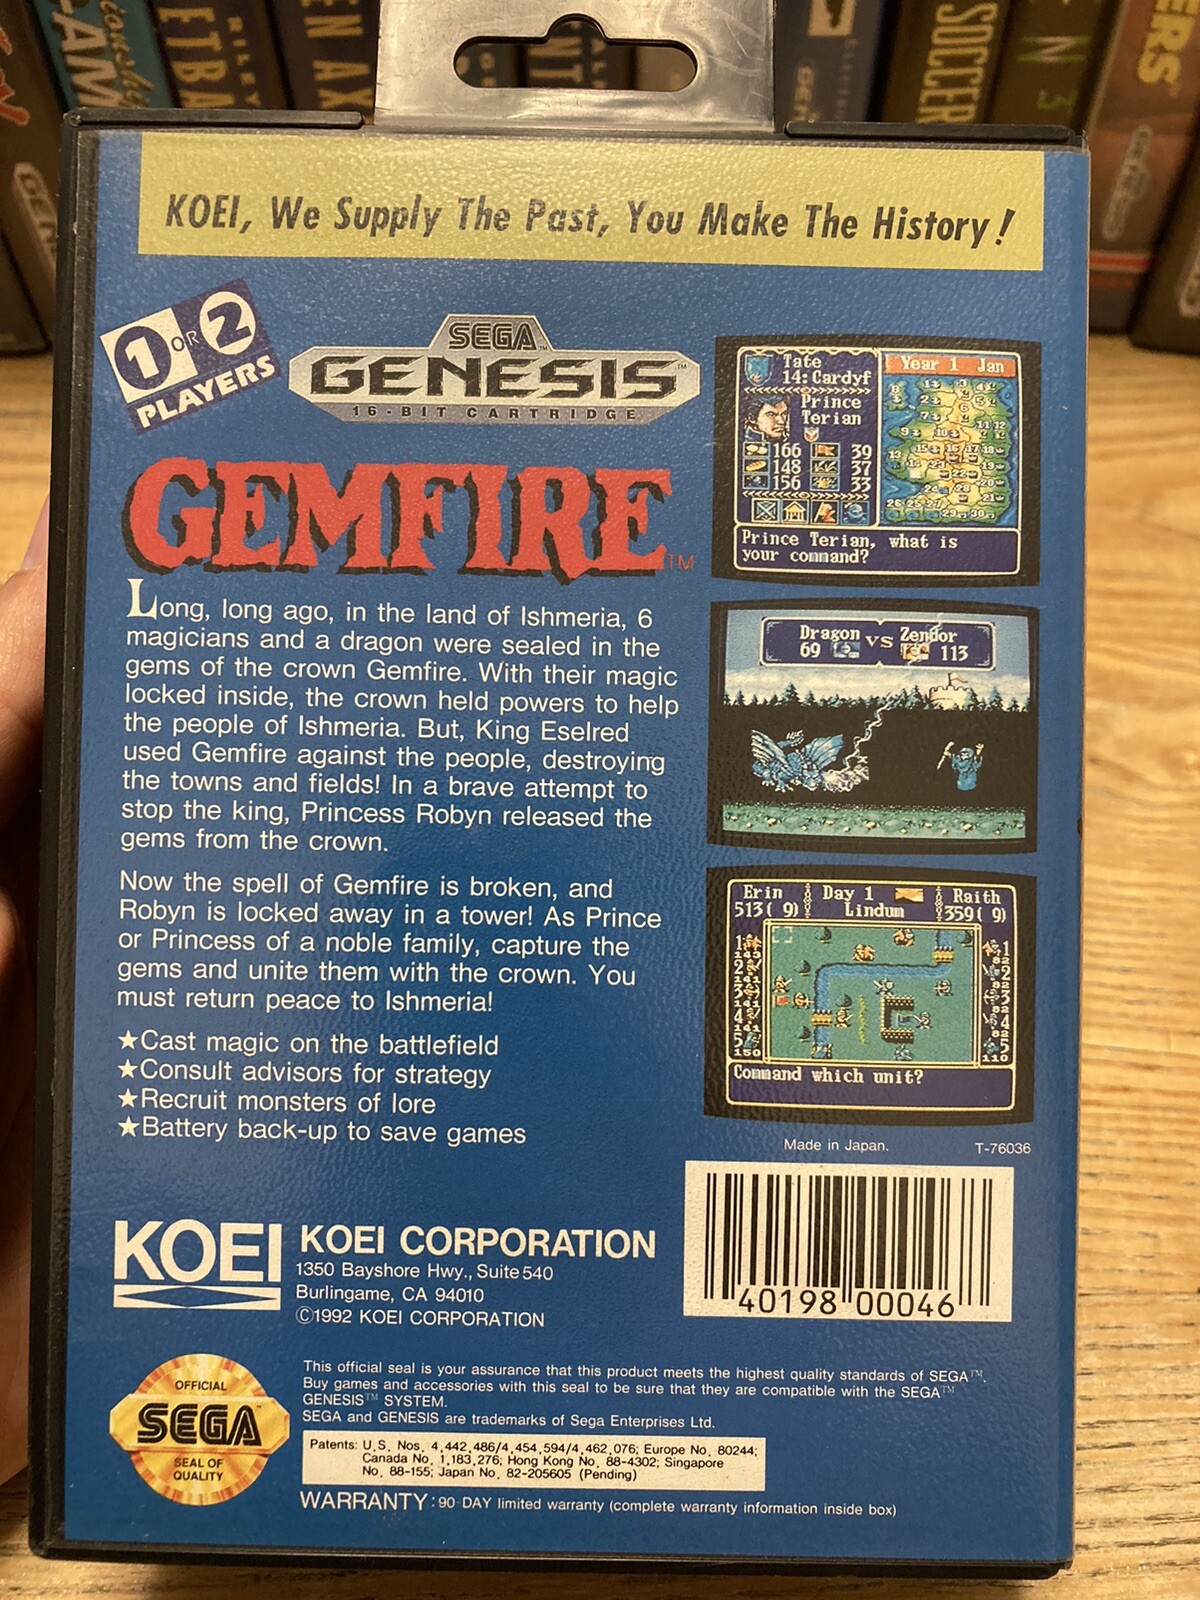 KOEI, We Supply The Past, You Make The History!
1 OR 2
PLAYERS
SEGA™
GENESIS™
16-BIT CARTRIDGE
GEMFIRE™
Long, long ago, in the land of Ishmeria, 6
magicians and a dragon were sealed in the
gems of the crown Gemfire. With their magic
locked inside, the crown held powers to help
the people of Ishmeria. But, King Eselred
used Gemfire against the people, destroying
the towns and fields! In a brave attempt to
stop the king, Princess Robyn released the
gems from the crown.
Now the spell of Gemfire is broken, and
Robyn is locked away in a tower! As Prince
or Princess of a noble family, capture the
gems and unite them with the crown. You
must return peace to Ishmeria!
★Cast magic on the battlefield
★Consult advisors for strategy
★Recruit monsters of lore
★Battery back-up to save games
Tate
14:Cardyf
Prince
Terian
166 39
148 37
156 33
Year 1 Jan
Prince Terian, what is
your command?
Dragon VS Zendor
69 113
Erin Day 1 Raith
513( 9) Lindum 359( 9)
Command which unit?
Made in Japan. T-76036
40198 00046
KOEI
KOEI CORPORATION
1350 Bayshore Hwy., Suite 540
Burlingame, CA 94010
©1992 KOEI CORPORATION
OFFICIAL
SEGA™
SEAL OF
QUALITY
This official seal is your assurance that this product meets the highest quality standards of SEGA™.
Buy games and accessories with this seal to be sure that they are compatible with the SEGA™
GENESIS™ SYSTEM.
SEGA and GENESIS are trademarks of Sega Enterprises Ltd.
Patents: U.S. Nos. 4,442,486/4,454,594/4,462,076; Europe No. 80244;
Canada No. 1,183,276; Hong Kong No. 88-4302; Singapore
No. 88-155; Japan No. 82-205605 (Pending)
WARRANTY: 90-DAY limited warranty (complete warranty information inside box)
SOCCER